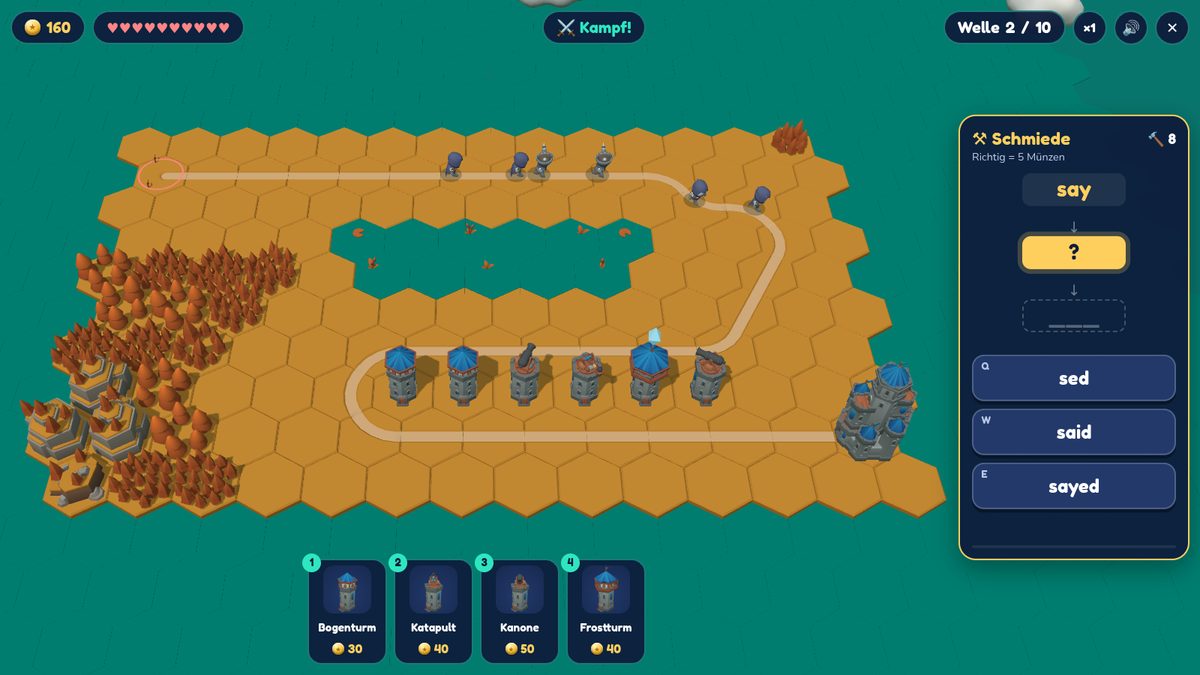 160
Kampf!
Welle 2 / 10
×1
Schmiede
8
Richtig = 5 Münzen
say
?
Q
sed
W
said
E
sayed
1
2
3
4
Bogenturm
Katapult
Kanone
Frostturm
30
40
50
40